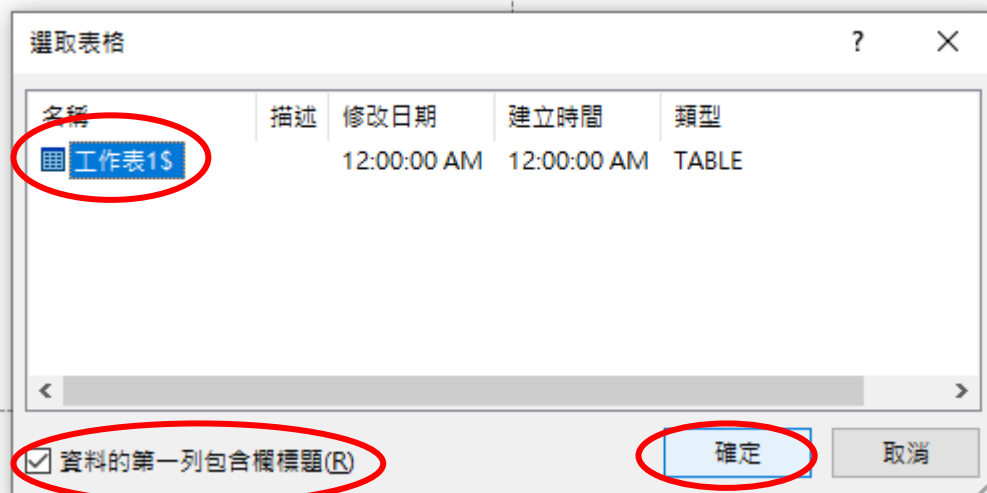 選取表格 ?
名稱 描述 修改日期 建立時間 類型
工作表1$ 12:00:00 AM 12:00:00 AM TABLE
資料的第一列包含欄標題(R) 確定 取消